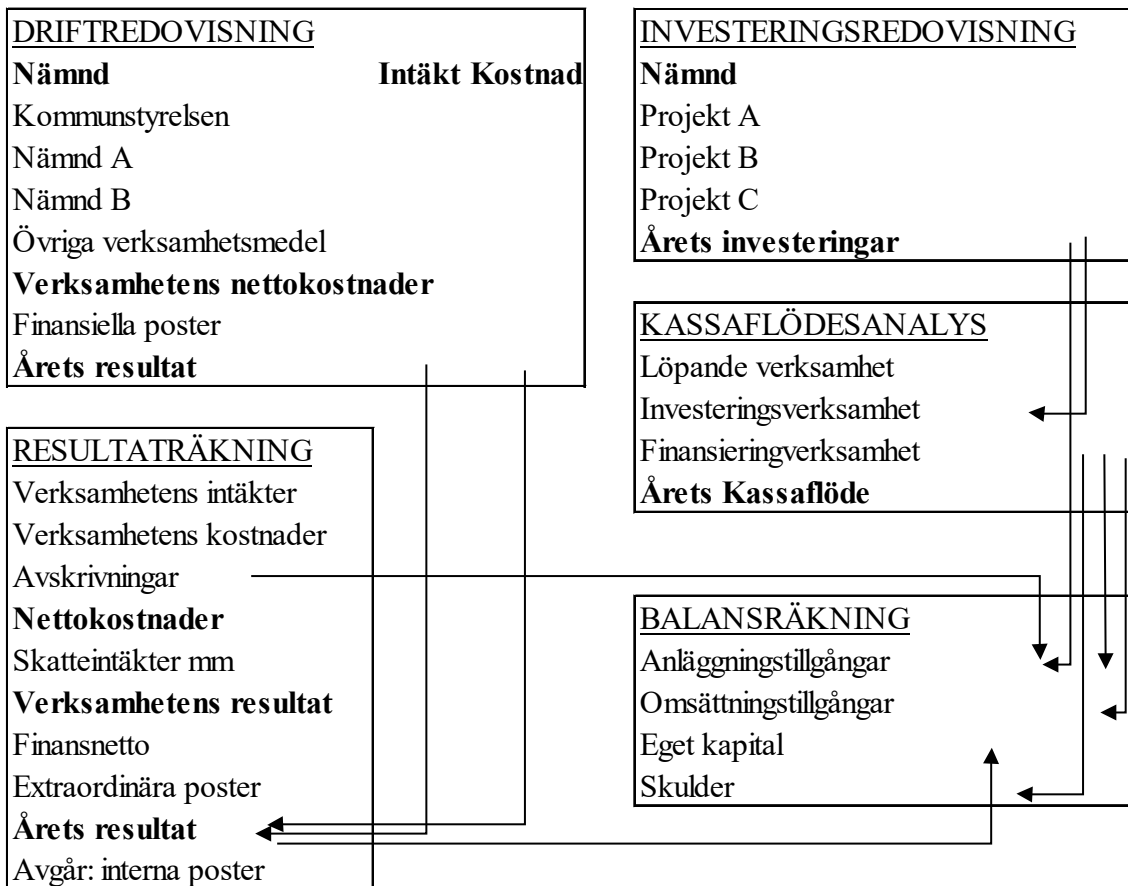 DRIFTREDOVISNING
Nämnd Intäkt Kostnad
Kommunstyrelsen
Nämnd A
Nämnd B
Övriga verksamhetsmedel
Verksamhetens nettokostnader
Finansiella poster
Årets resultat
RESULTATRÄKNING
Verksamhetens intäkter
Verksamhetens kostnader
Avskrivningar
Nettokostnader
Skatteintäkter mm
Verksamhetens resultat
Finansnetto
Extraordinära poster
Årets resultat
Avgår: interna poster
INVESTERINGSREDOVISNING
Nämnd
Projekt A
Projekt B
Projekt C
Årets investeringar
KASSAFLÖDESANALYS
Löpande verksamhet
Investeringsverksamhet
Finansieringverksamhet
Årets Kassaflöde
BALANSRÄKNING
Anläggningstillgångar
Omsättningstillgångar
Eget kapital
Skulder